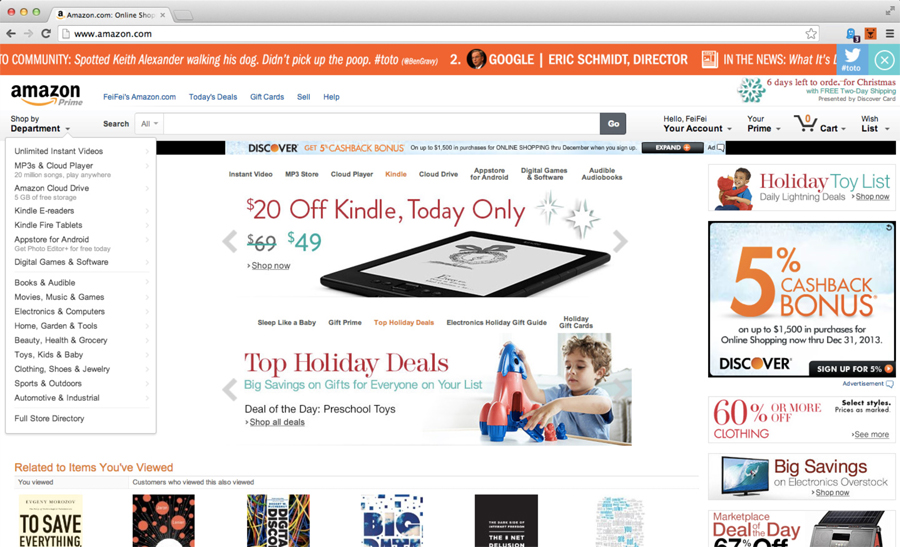 Amazon.com: Online Shop
www.amazon.com
TO COMMUNITY: Spotted Keith Alexander walking his dog. Didn't pick up the poop. #toto (@BenGravy) 2. GOOGLE | ERIC SCHMIDT, DIRECTOR IN THE NEWS: What It's
#toto
amazon Prime
FeiFei's Amazon.com Today's Deals Gift Cards Sell Help
6 days left to order for Christmas
with FREE Two-Day Shipping
Presented by Discover Card
Shop by
Department
Search All Go
Hello, FeiFei
Your Account
Your
Prime
0
Cart
Wish
List
Unlimited Instant Videos
MP3s & Cloud Player
20 million songs, play anywhere
Amazon Cloud Drive
5 GB of free storage
Kindle E-readers
Kindle Fire Tablets
Appstore for Android
Get Photo Editor+ for free today
Digital Games & Software
Books & Audible
Movies, Music & Games
Electronics & Computers
Home, Garden & Tools
Beauty, Health & Grocery
Toys, Kids & Baby
Clothing, Shoes & Jewelry
Sports & Outdoors
Automotive & Industrial
Full Store Directory
DISCOVER GET 5% CASHBACK BONUS On up to $1,500 in purchases for ONLINE SHOPPING thru December when you sign up. EXPAND Ad
Instant Video MP3 Store Cloud Player Kindle Cloud Drive Appstore for Android Digital Games & Software Audible Audiobooks
$20 Off Kindle, Today Only
$69 $49
Shop now
Sleep Like a Baby Gift Prime Top Holiday Deals Electronics Holiday Gift Guide Holiday Gift Cards
Top Holiday Deals
Big Savings on Gifts for Everyone on Your List
Deal of the Day: Preschool Toys
Shop all deals
Holiday Toy List
Daily Lightning Deals Shop now
5% CASHBACK
BONUS
on up to $1,500 in purchases for
Online Shopping now thru Dec 31, 2013.
DISCOVER SIGN UP FOR 5%
Advertisement
60% OR MORE OFF
CLOTHING
Select styles.
Prices as marked.
See more
Big Savings
on Electronics Overstock
Shop now
Marketplace
Deal of the Day
67% Off
Related to Items You've Viewed
You viewed Customers who viewed this also viewed
EVGENY MOROZOV
TO SAVE
EVERYTHING,
DIGITAL
DISCO
BIG
THE DARK SIDE OF
INTERNET FREEDOM
THE NET
DELUSION